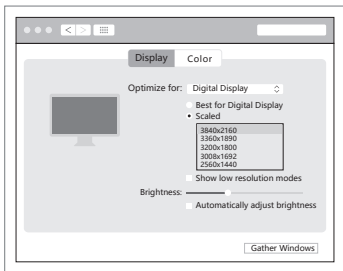 Display Color
Optimize for: Digital Display
Best for Digital Display
Scaled
3840x2160
3360x1890
3200x1800
3008x1692
2560x1440
Show low resolution modes
Brightness:
Automatically adjust brightness
Gather Windows